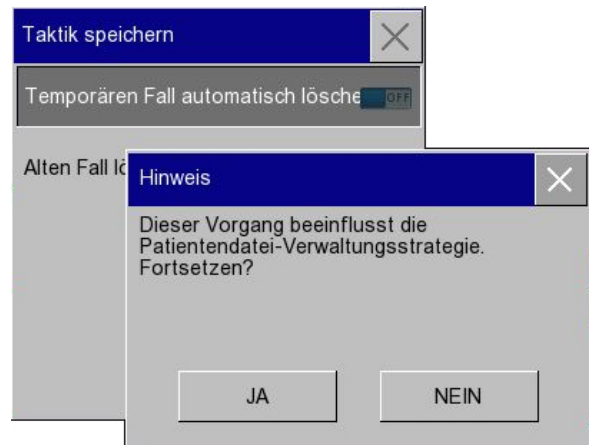 Taktik speichern
Temporären Fall automatisch lösche
OFF
Alten Fall
Hinweis
Dieser Vorgang beeinflusst die
Patientendatei-Verwaltungsstrategie.
Fortsetzen?
JA
NEIN